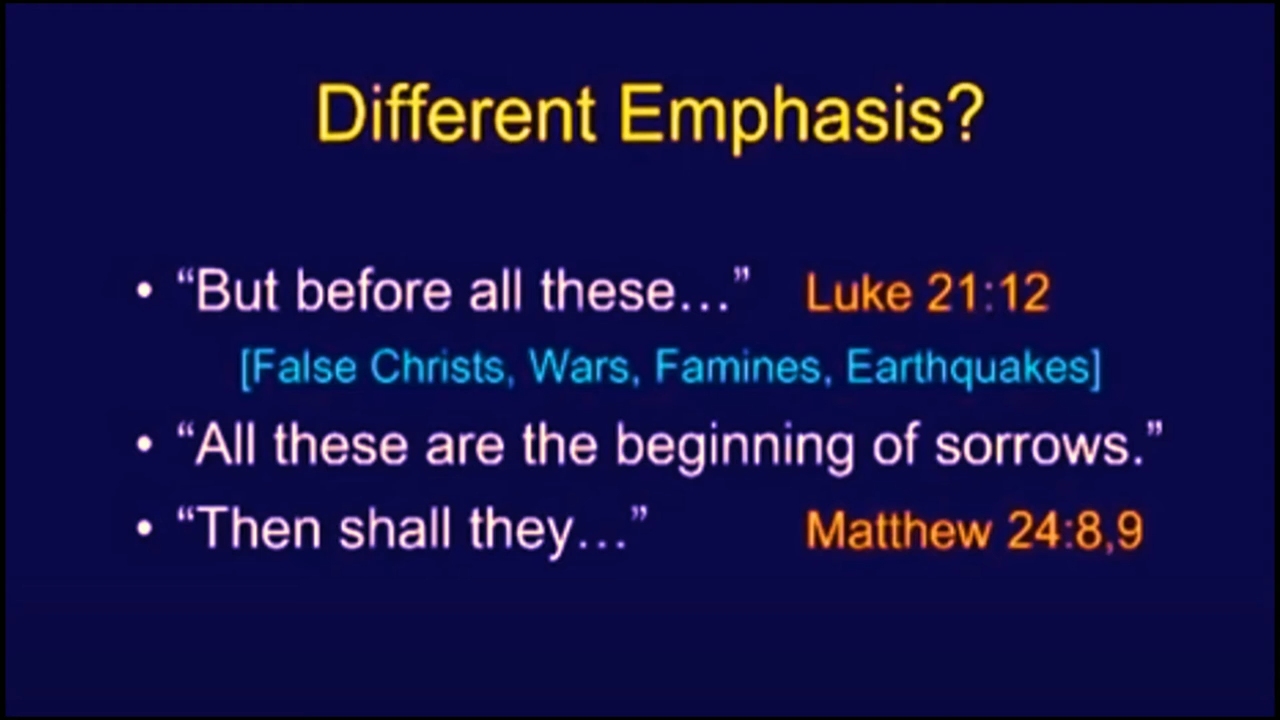 Different Emphasis?
• “But before all these…” Luke 21:12
[False Christs, Wars, Famines, Earthquakes]
• “All these are the beginning of sorrows.”
• “Then shall they…” Matthew 24:8,9